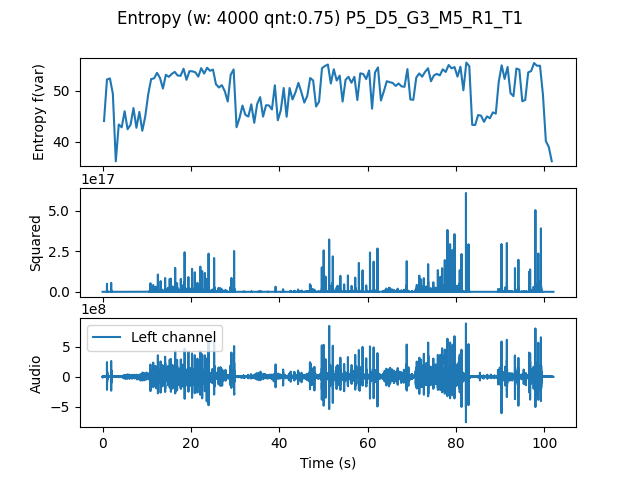 Entropy (w: 4000 qnt:0.75) P5_D5_G3_M5_R1_T1
Entropy f(var)
50
40
1e17
Squared
5.0
2.5
0.0
1e8
Audio
Left channel
5
0
−5
0
20
40
60
80
100
Time (s)